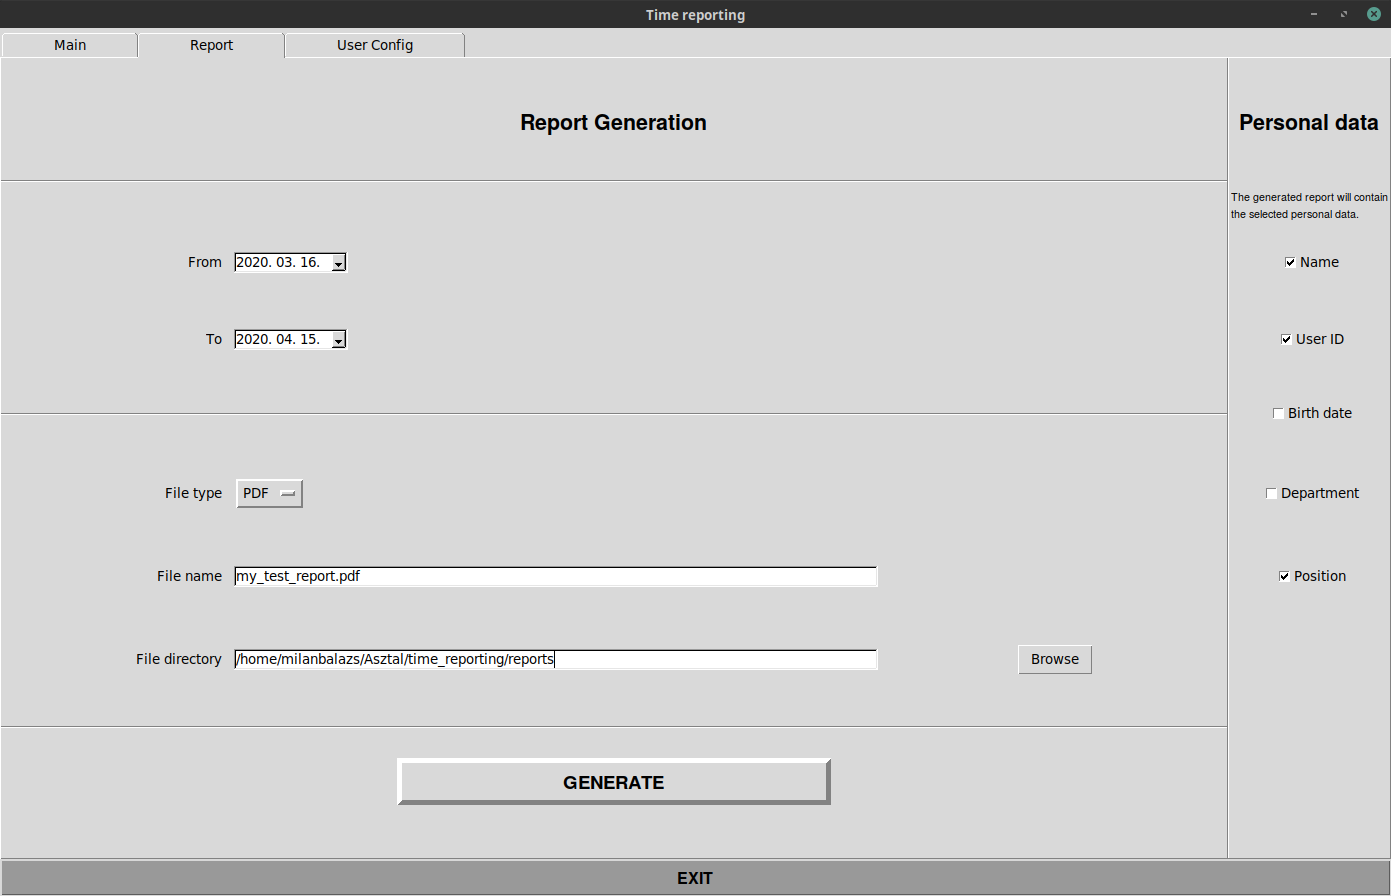 Time reporting
Main
Report
User Config
Report Generation
From
2020. 03. 16.
To
2020. 04. 15.
File type
PDF
File name
my_test_report.pdf
File directory
/home/milanbalazs/Asztal/time_reporting/reports
Browse
GENERATE
Personal data
The generated report will contain
the selected personal data.
Name
User ID
Birth date
Department
Position
EXIT